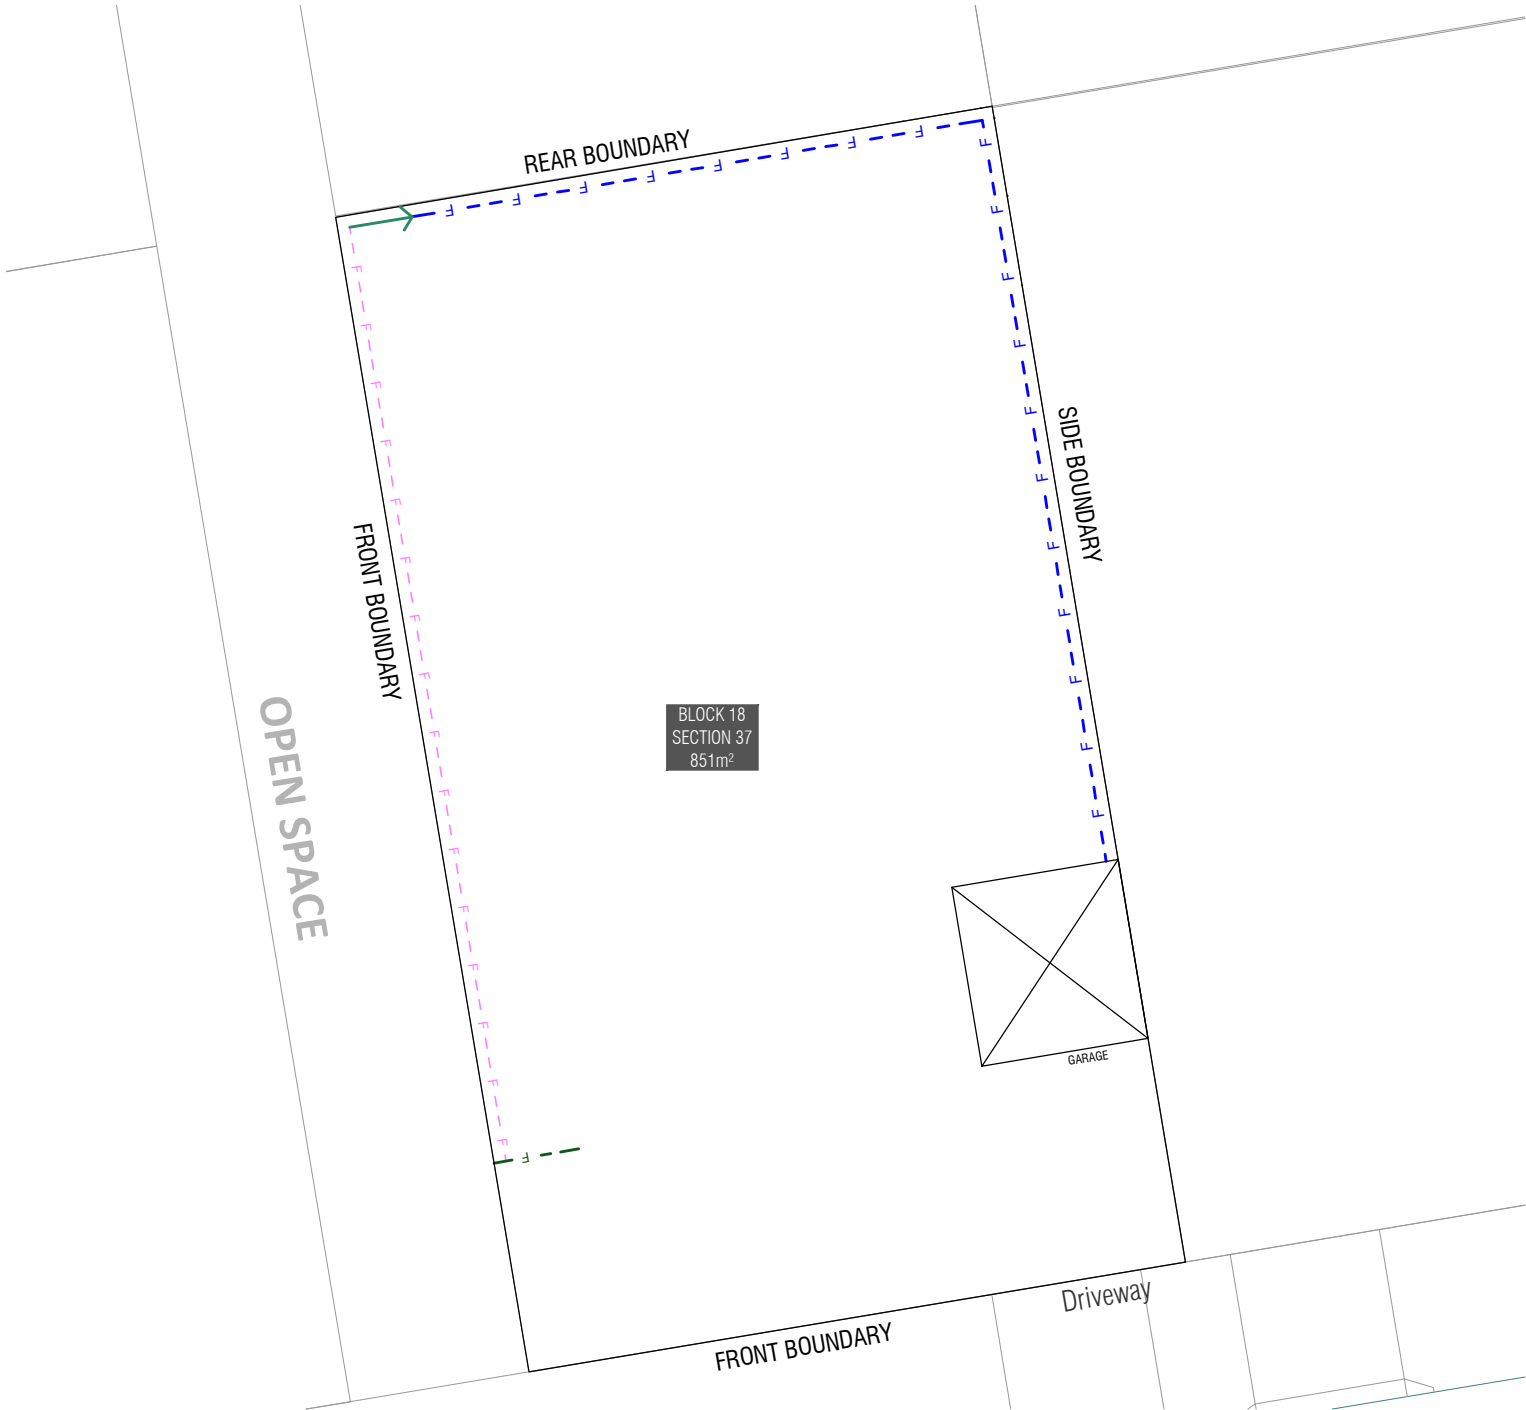 REAR BOUNDARY
F F F F F F F F
SIDE BOUNDARY
F F F F F F F F F F F
FRONT BOUNDARY
F F F F F F F F F F F F F F F F
OPEN SPACE
BLOCK 18
SECTION 37
851m²
GARAGE
F
Driveway
FRONT BOUNDARY